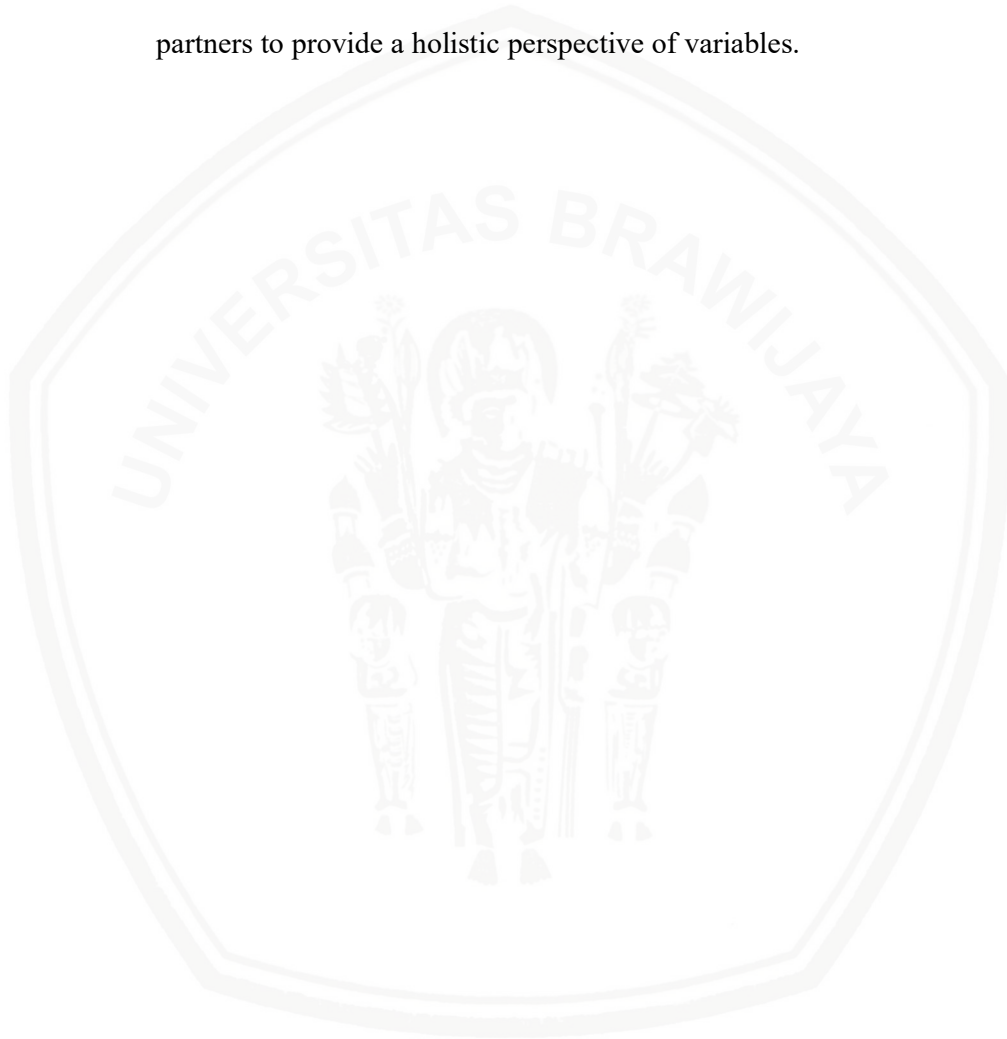 partners to provide a holistic perspective of variables.
UNIVERSITAS BRAWIJAYA